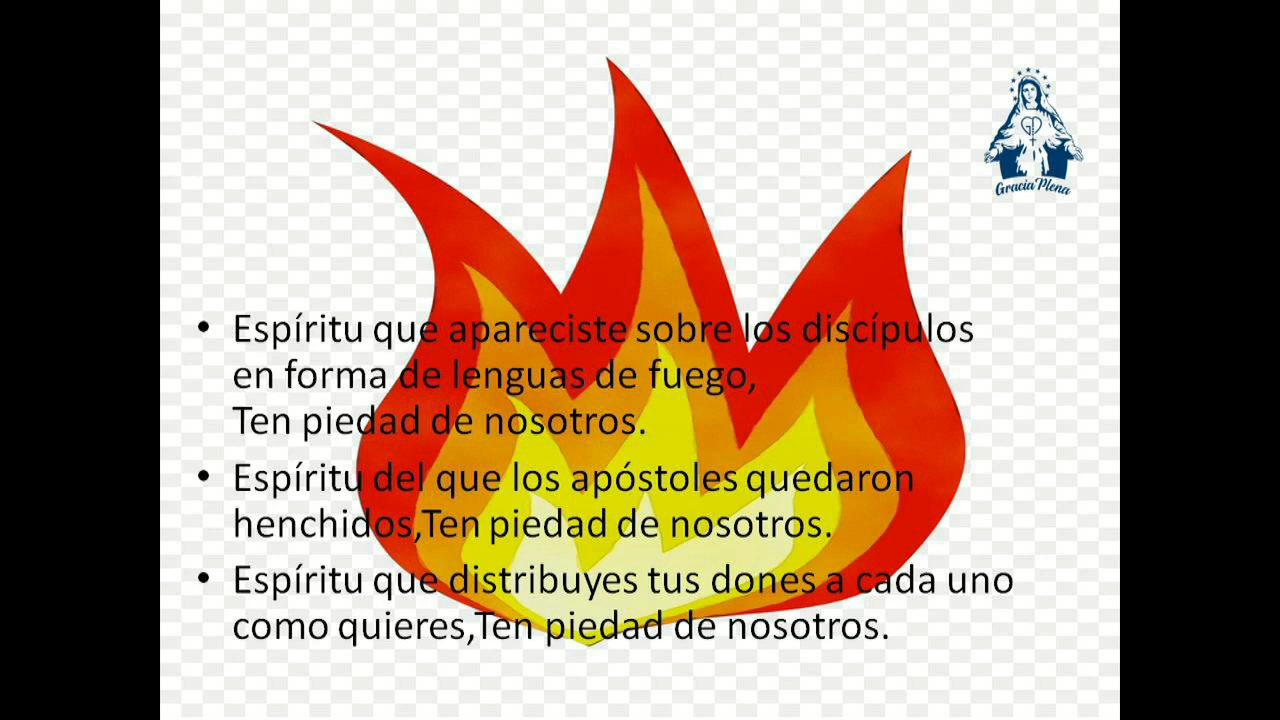 Gracia Plena
• Espíritu que apareciste sobre los discípulos
en forma de lenguas de fuego,
Ten piedad de nosotros.
• Espíritu del que los apóstoles quedaron
henchidos,Ten piedad de nosotros.
• Espíritu que distribuyes tus dones a cada uno
como quieres,Ten piedad de nosotros.